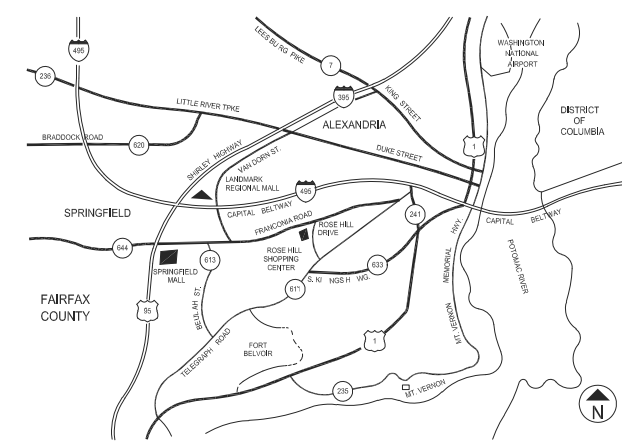 LEESBURG PIKE
7
WASHINGTON
NATIONAL
AIRPORT
495
236
395
KING STREET
LITTLE RIVER TPKE
ALEXANDRIA
DISTRICT
OF
COLUMBIA
BRADDOCK ROAD
620
SHIRLEY HIGHWAY
VAN DORN ST.
DUKE STREET
1
LANDMARK
REGIONAL MALL
495
SPRINGFIELD
CAPITAL BELTWAY
FRANCONIA ROAD
ROSE HILL
DRIVE
241
CAPITAL BELTWAY
644
613
ROSE HILL
SHOPPING
CENTER
633
S. KINGS HWG.
SPRINGFIELD
MALL
611
MT. VERNON MEMORIAL HWY.
POTOMAC RIVER
FAIRFAX
COUNTY
95
BEULAH ST.
TELEGRAPH ROAD
FORT
BELVOIR
1
235
MT. VERNON
N